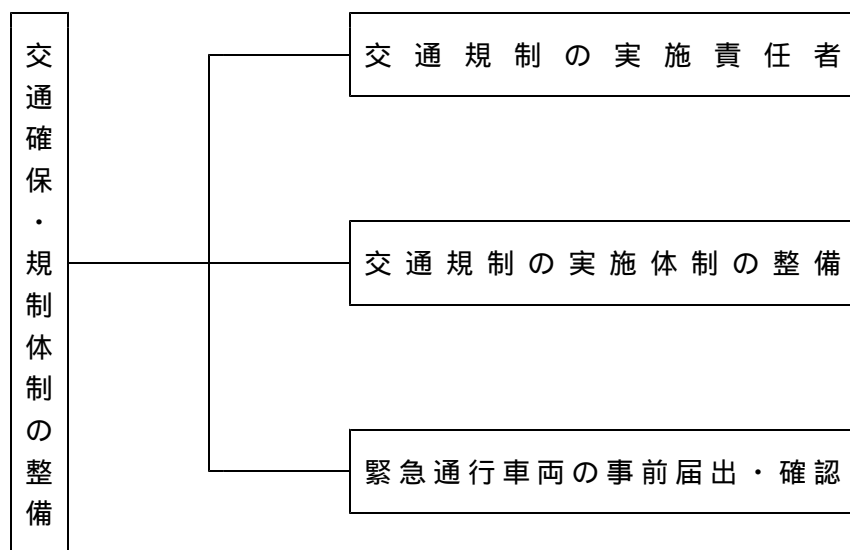 交通確保・規制体制の整備
交通規制の実施責任者
交通規制の実施体制の整備
緊急通行車両の事前届出・確認